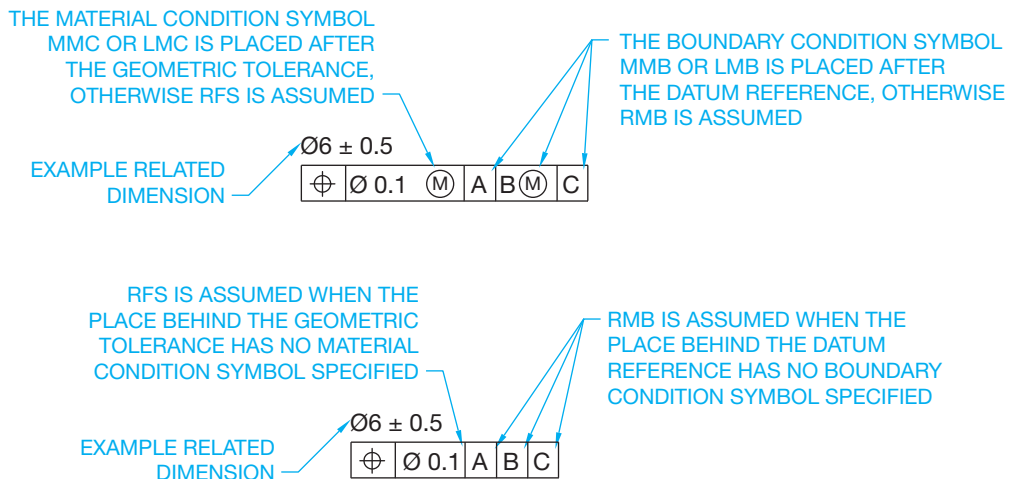 THE MATERIAL CONDITION SYMBOL
MMC OR LMC IS PLACED AFTER
THE GEOMETRIC TOLERANCE,
OTHERWISE RFS IS ASSUMED
THE BOUNDARY CONDITION SYMBOL
MMB OR LMB IS PLACED AFTER
THE DATUM REFERENCE, OTHERWISE
RMB IS ASSUMED
EXAMPLE RELATED
DIMENSION
Ø6 ± 0.5
⌖ Ø 0.1 Ⓜ A B Ⓜ C
RFS IS ASSUMED WHEN THE
PLACE BEHIND THE GEOMETRIC
TOLERANCE HAS NO MATERIAL
CONDITION SYMBOL SPECIFIED
RMB IS ASSUMED WHEN THE
PLACE BEHIND THE DATUM
REFERENCE HAS NO BOUNDARY
CONDITION SYMBOL SPECIFIED
EXAMPLE RELATED
DIMENSION
Ø6 ± 0.5
⌖ Ø 0.1 A B C